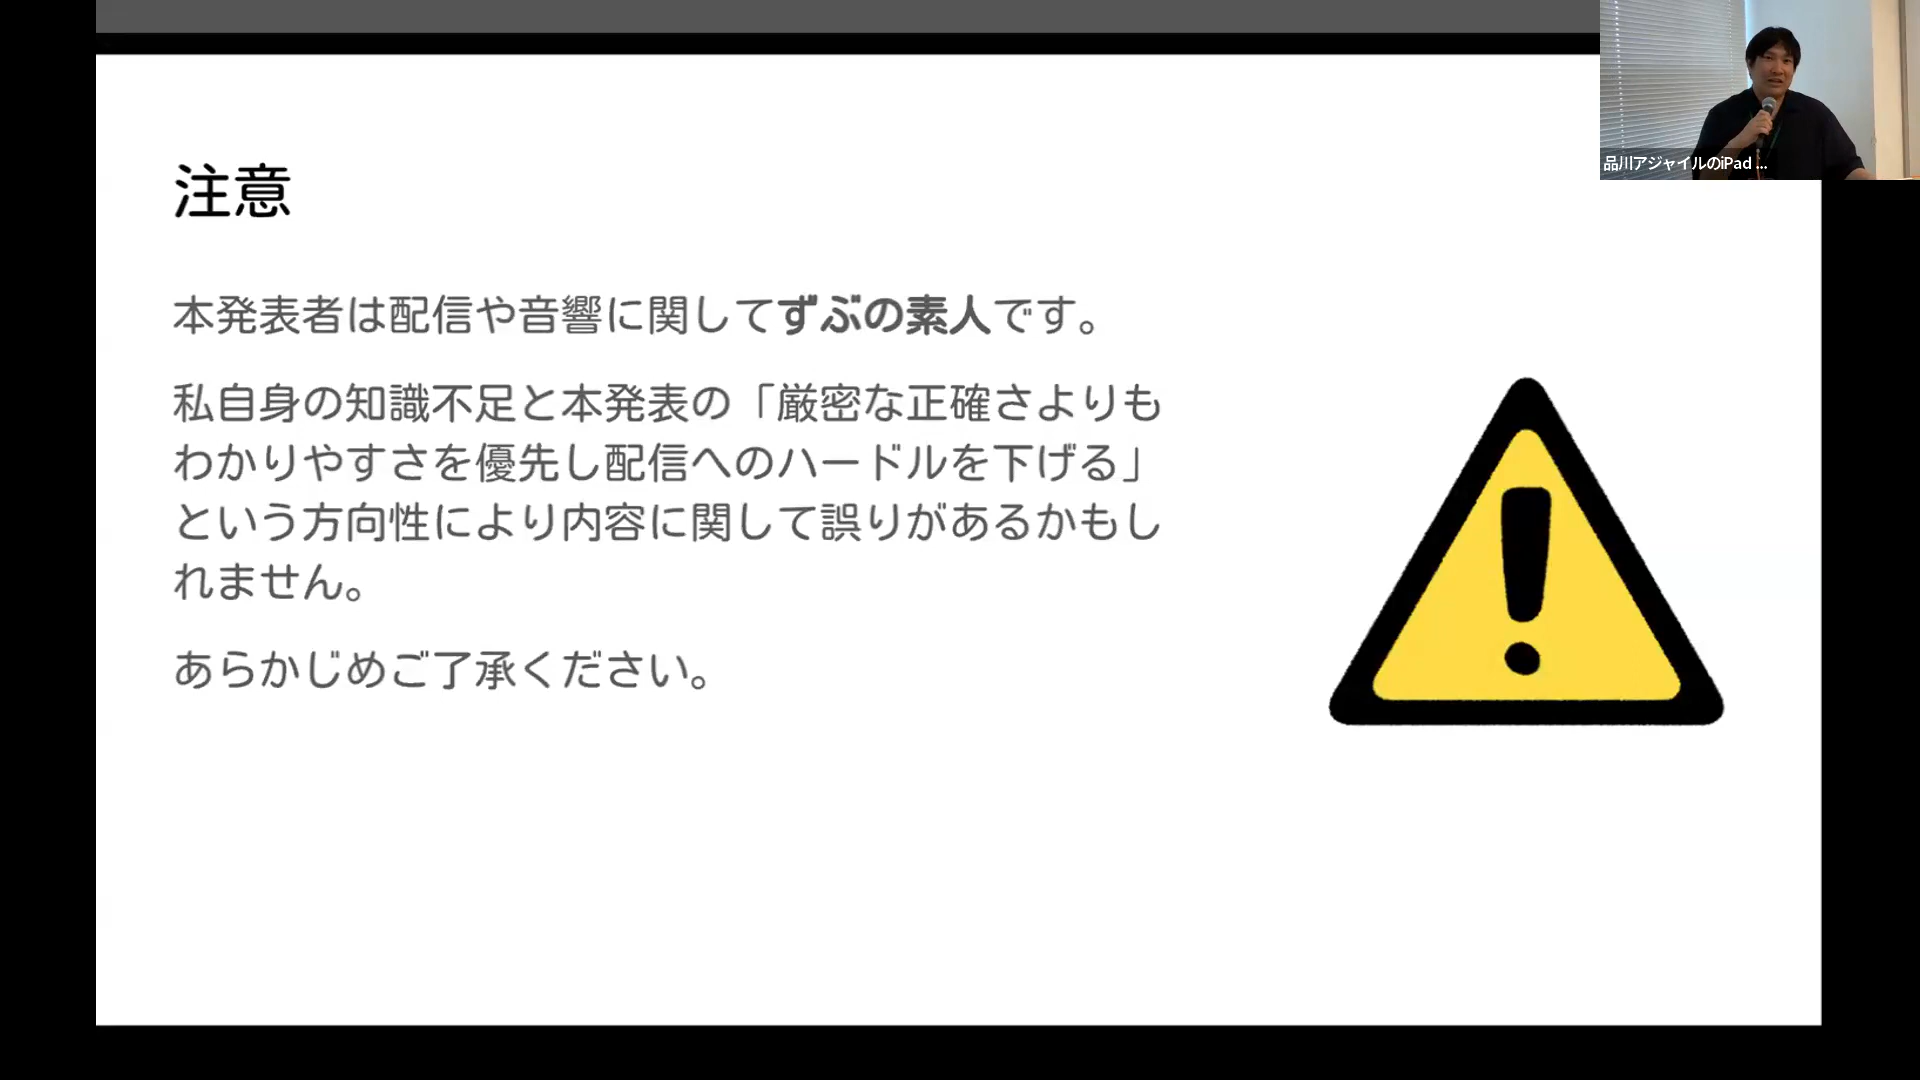 注意
本発表者は配信や音響に関してずぶの素人です。
私自身の知識不足と本発表の「厳密な正確さよりも
わかりやすさを優先し配信へのハードルを下げる」
という方向性により内容に関して誤りがあるかもし
れません。
あらかじめご了承ください。
品川アジャイルのiPad ...